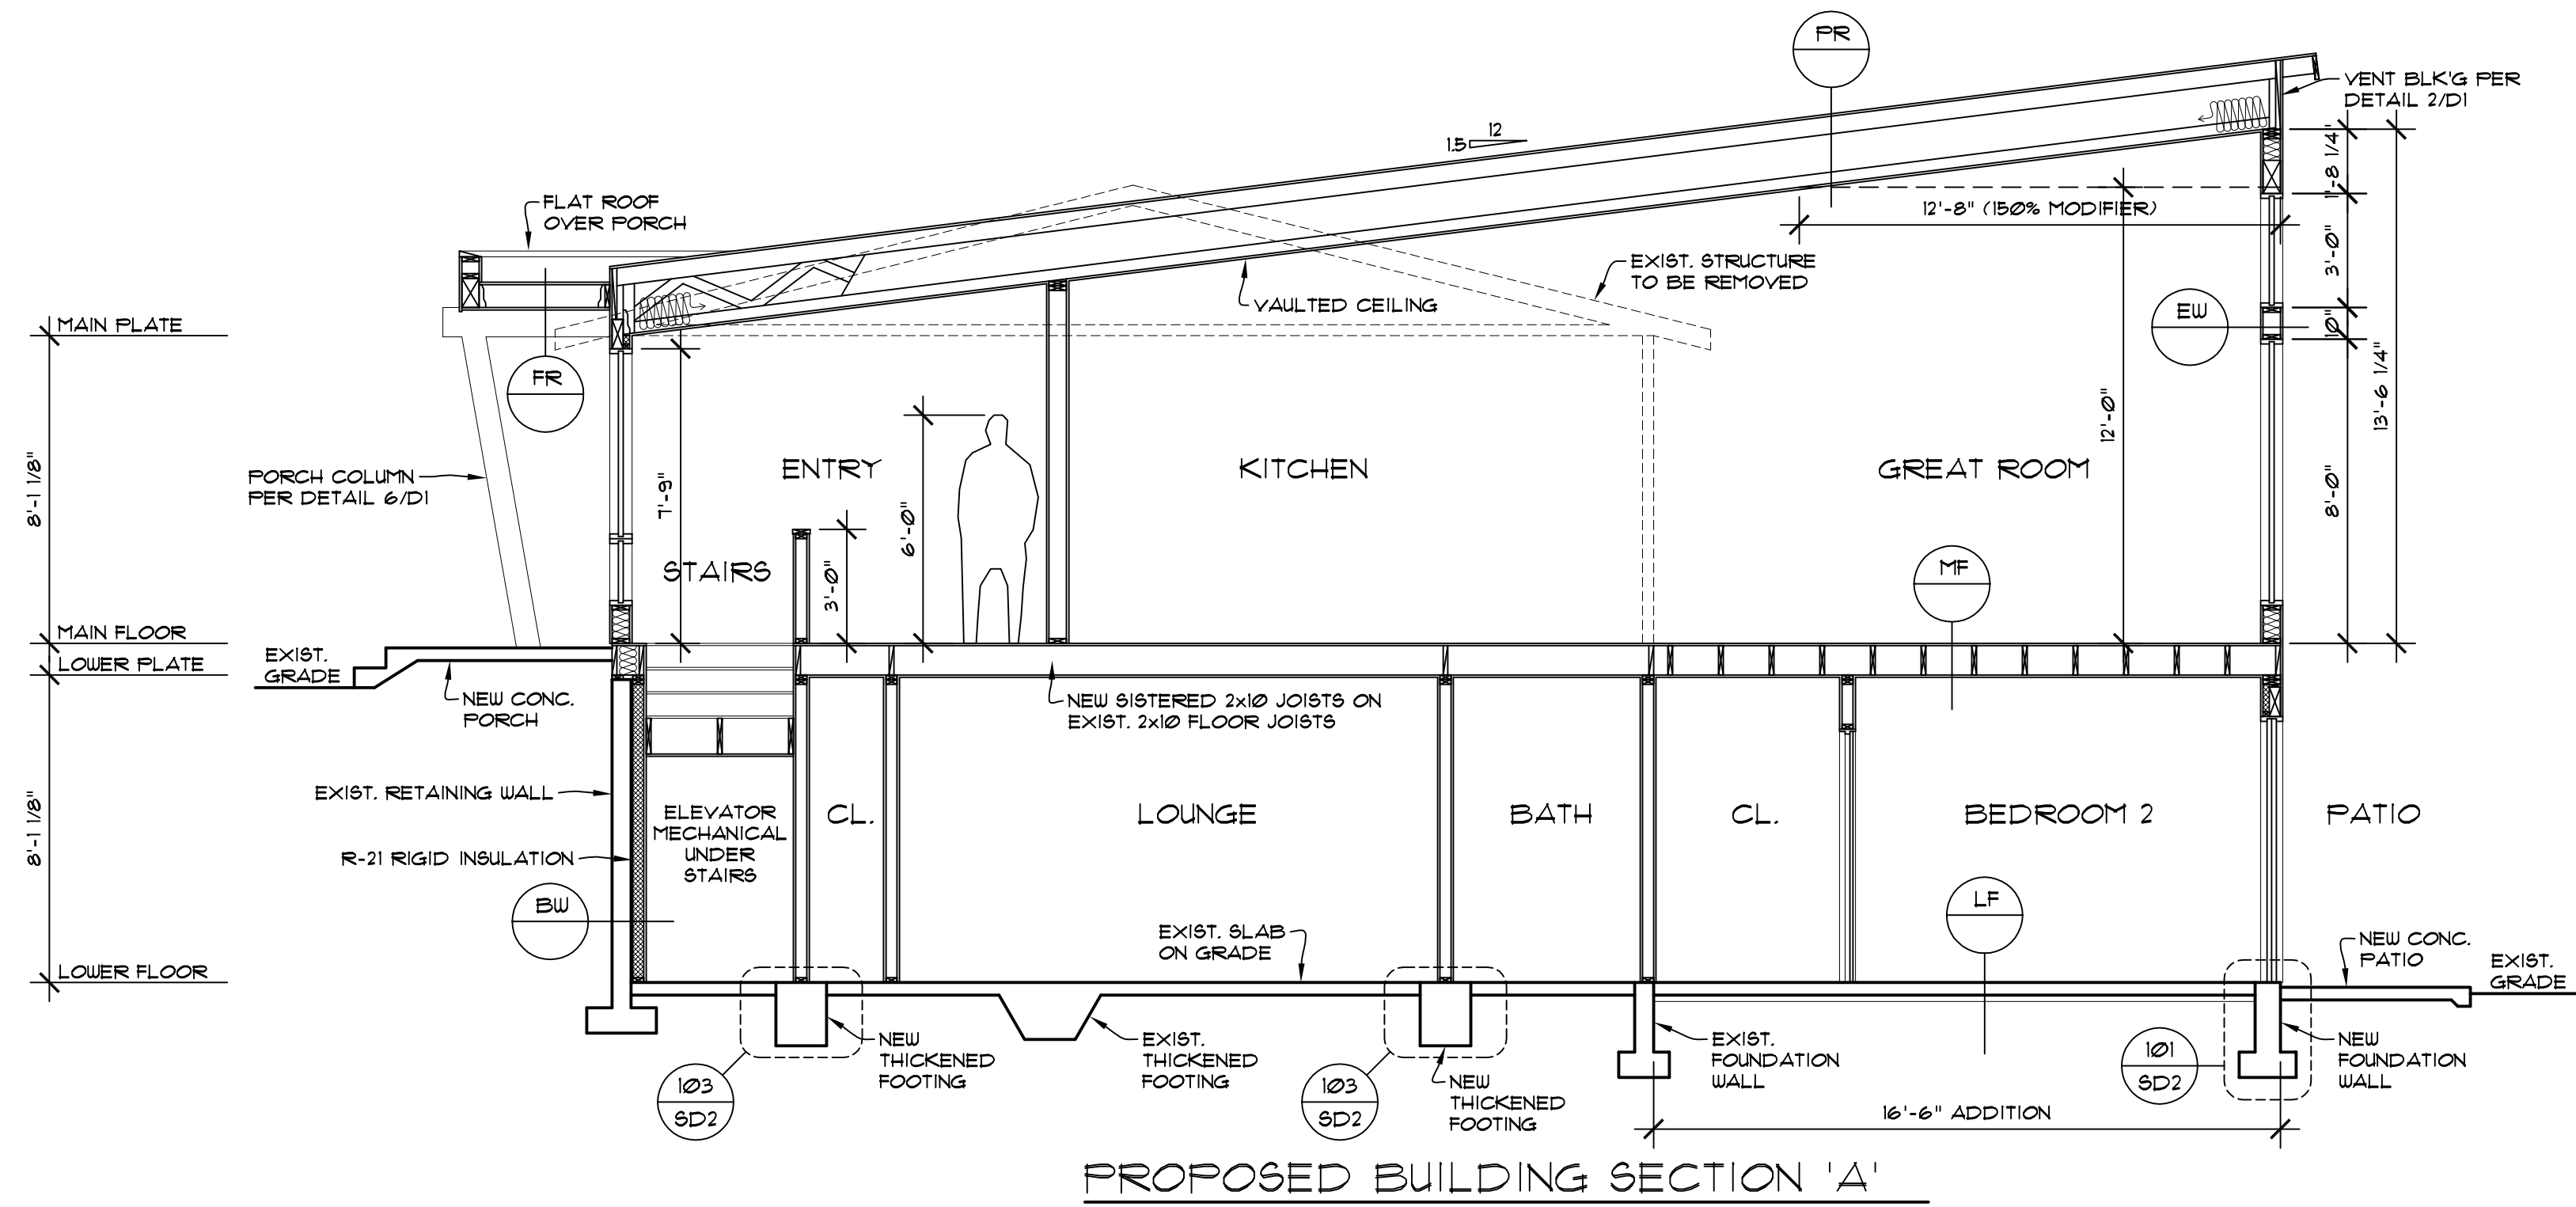 PR
VENT BLK'G PER
DETAIL 2/D1
12
1.5
1'-8 1/4"
FLAT ROOF
OVER PORCH
12'-8" (150% MODIFIER)
3'-0"
EXIST. STRUCTURE
TO BE REMOVED
VAULTED CEILING
EW
10"
MAIN PLATE
FR
13'-6 1/4"
12'-0"
8'-1 1/8"
PORCH COLUMN
PER DETAIL 6/D1
7'-9"
ENTRY
KITCHEN
GREAT ROOM
8'-0"
6'-0"
STAIRS
3'-0"
MF
MAIN FLOOR
LOWER PLATE
EXIST.
GRADE
NEW CONC.
PORCH
NEW SISTERED 2x10 JOISTS ON
EXIST. 2x10 FLOOR JOISTS
8'-1 1/8"
EXIST. RETAINING WALL
R-21 RIGID INSULATION
ELEVATOR
MECHANICAL
UNDER
STAIRS
CL.
LOUNGE
BATH
CL.
BEDROOM 2
PATIO
BW
LF
EXIST. SLAB
ON GRADE
NEW CONC.
PATIO
EXIST.
GRADE
LOWER FLOOR
NEW
THICKENED
FOOTING
EXIST.
THICKENED
FOOTING
NEW
THICKENED
FOOTING
EXIST.
FOUNDATION
WALL
NEW
FOUNDATION
WALL
103
SD2
103
SD2
101
SD2
16'-6" ADDITION
PROPOSED BUILDING SECTION 'A'